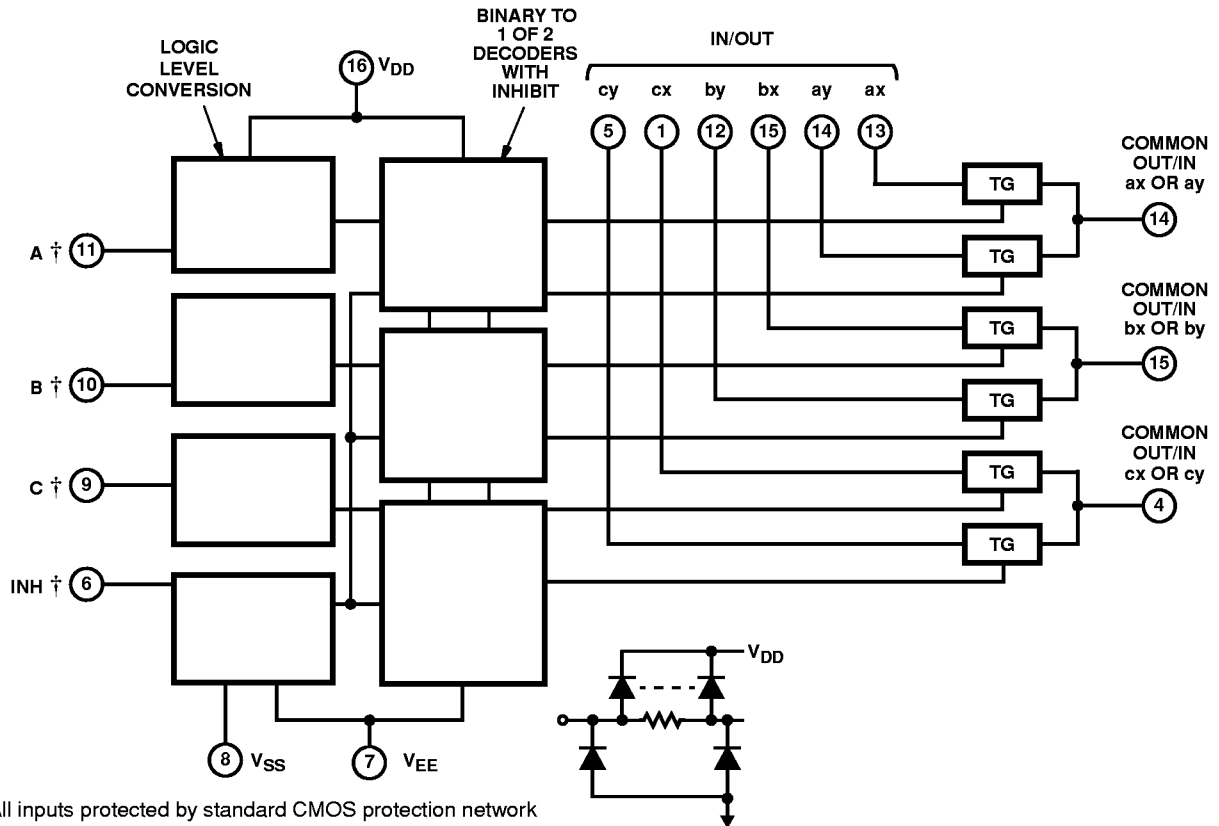 LOGIC
LEVEL
CONVERSION
16 VDD
BINARY TO
1 OF 2
DECODERS
WITH
INHIBIT
IN/OUT
cy cx by bx ay ax
5 1 12 15 14 13
COMMON
OUT/IN
ax OR ay
14
TG
TG
A † 11
COMMON
OUT/IN
bx OR by
15
TG
TG
B † 10
COMMON
OUT/IN
cx OR cy
4
TG
TG
C † 9
INH † 6
8 VSS
7 VEE
VDD
All inputs protected by standard CMOS protection network